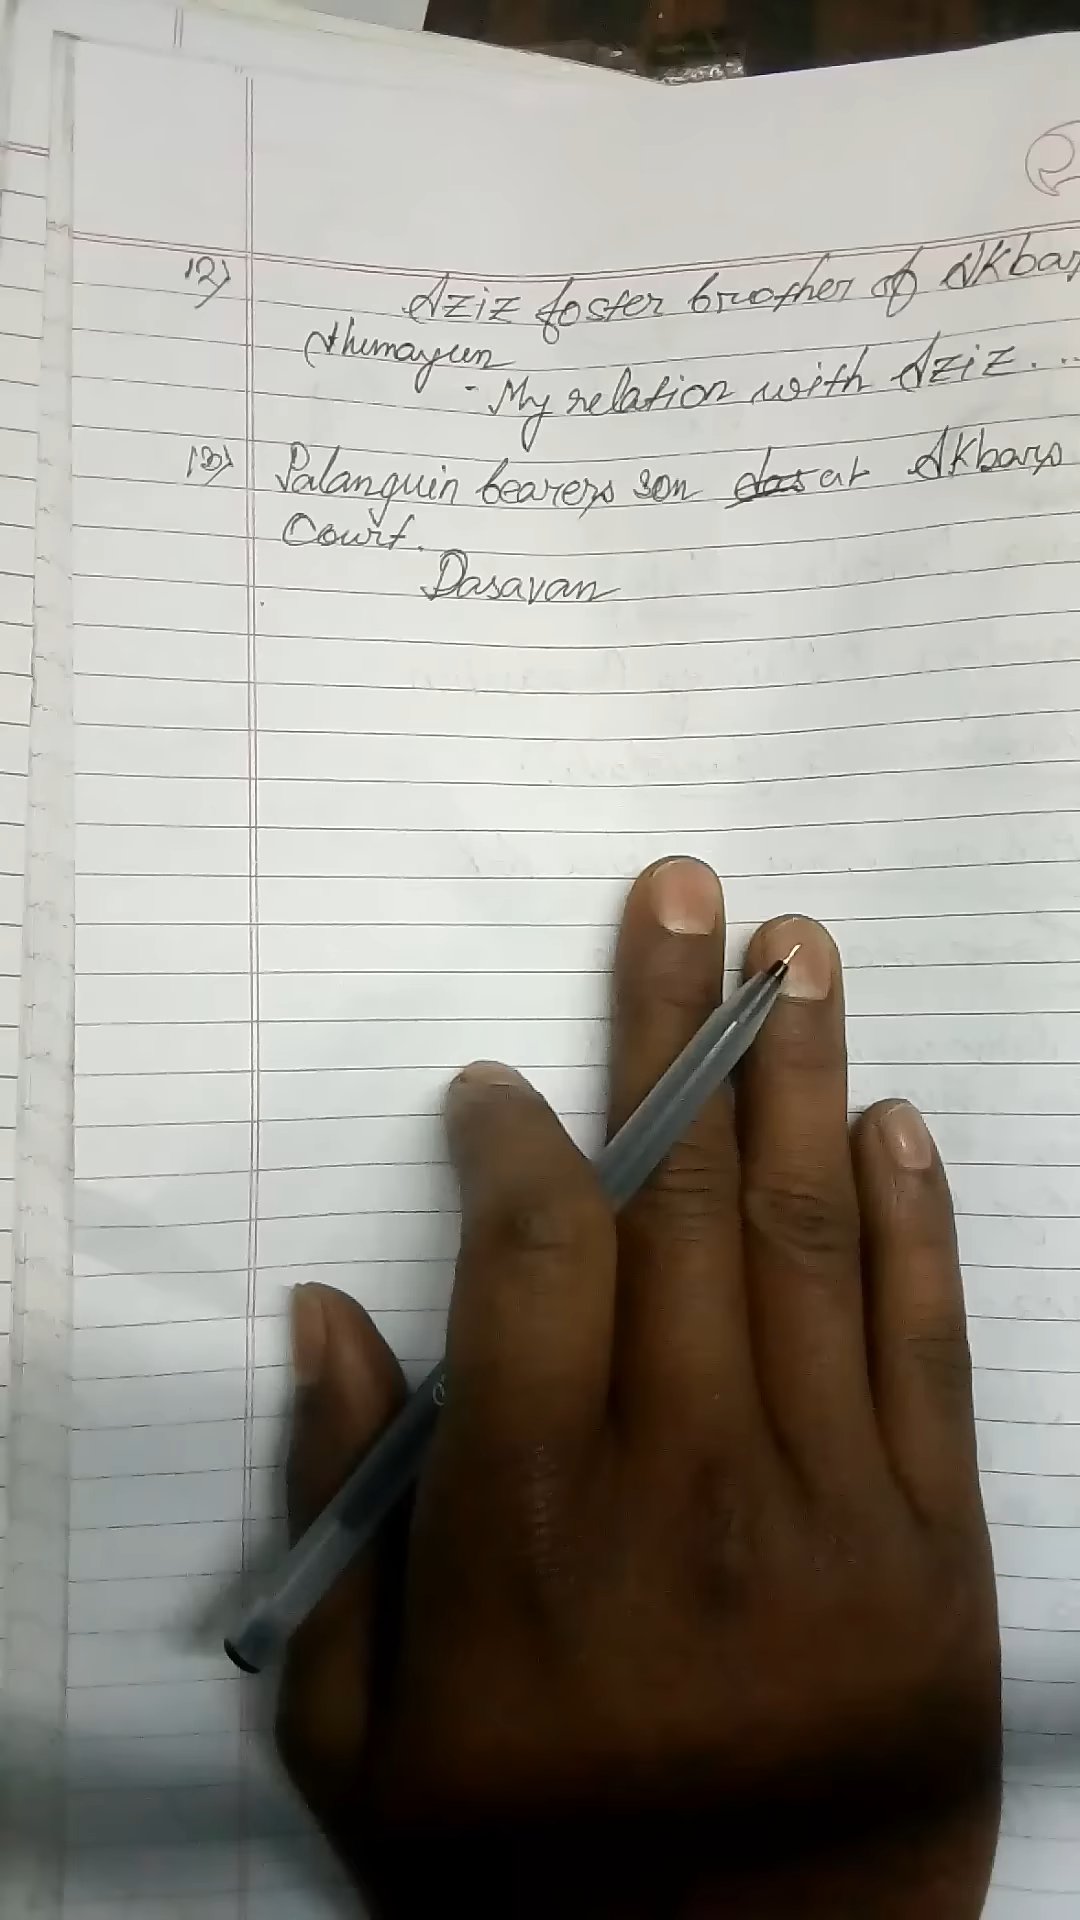 12)
Aziz foster brother of Akbar
Humayun
- My relation with Aziz...
13) Palanquin bearers son at Akbars
Court.
Dasavan